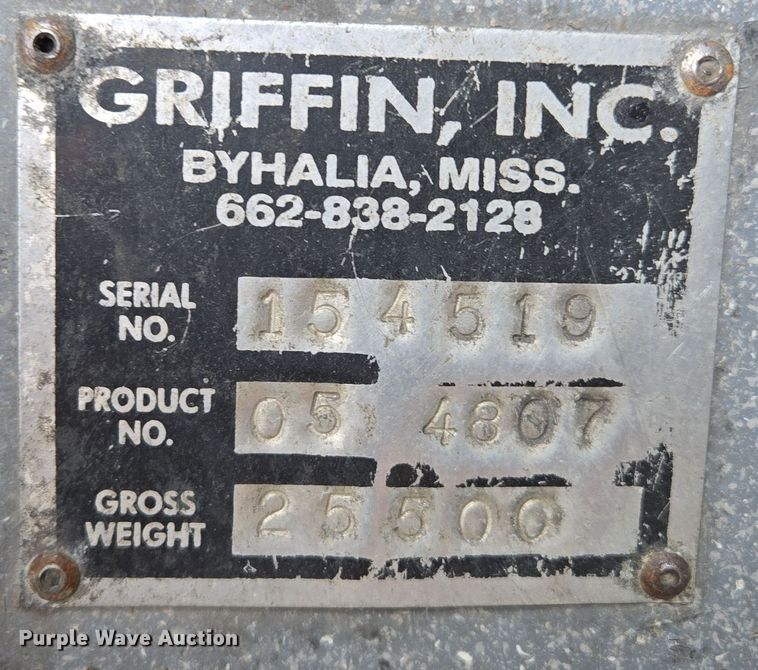 GRIFFIN, INC.
BYHALIA, MISS.
662-838-2128
SERIAL NO. 154519
PRODUCT NO. 05 4807
GROSS WEIGHT 25500
Purple Wave Auction